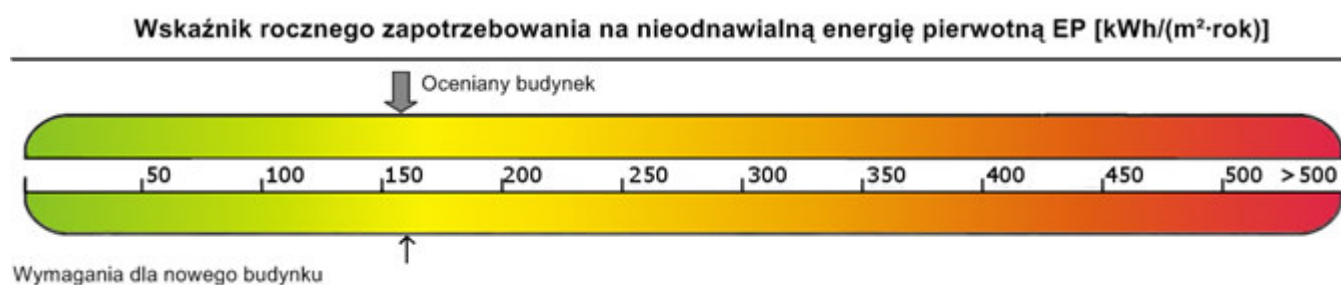 Wskaźnik rocznego zapotrzebowania na nieodnawialną energię pierwotną EP [kWh/(m²·rok)]
Oceniany budynek
50 100 150 200 250 300 350 400 450 500 > 500
Wymagania dla nowego budynku